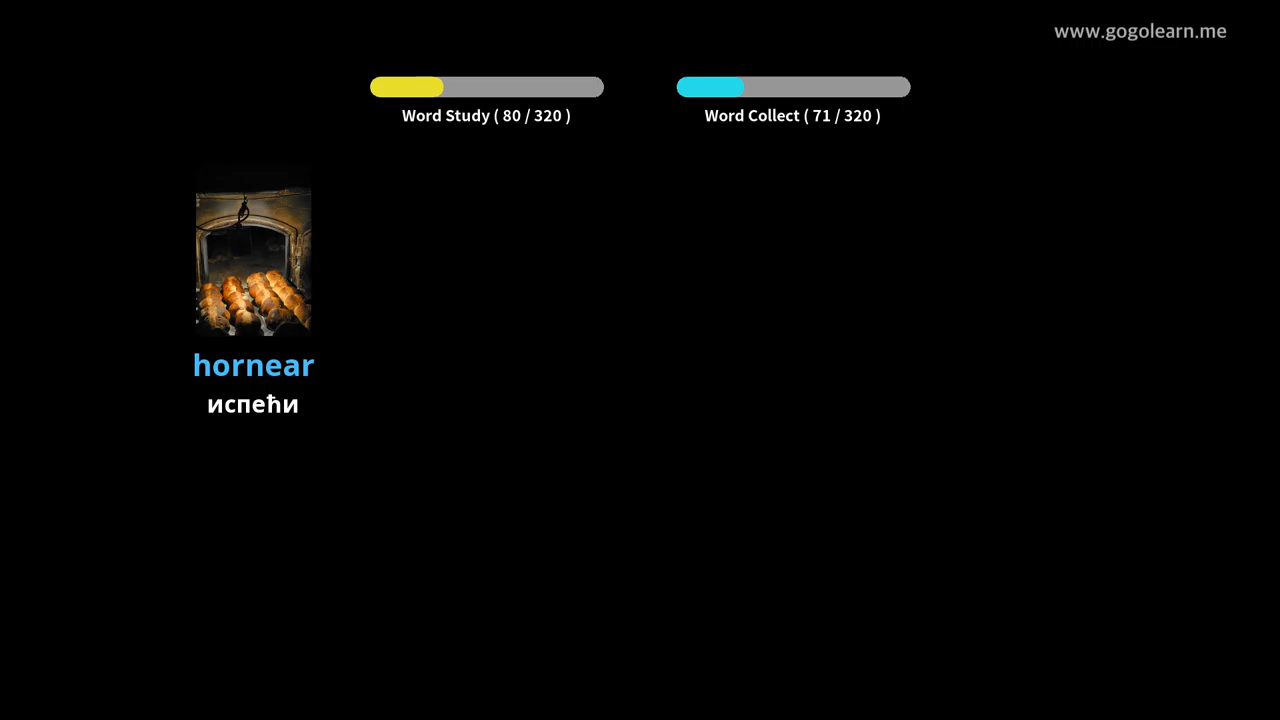 www.gogolearn.me
Word Study ( 80 / 320 )
Word Collect ( 71 / 320 )
hornear
испећи